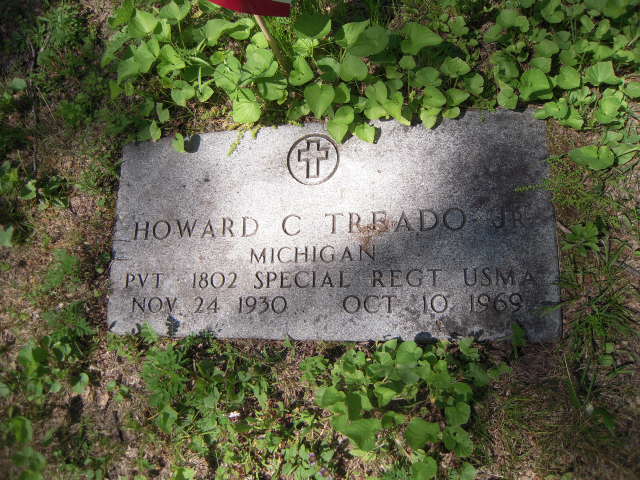 HOWARD C TREADO JR
MICHIGAN
PVT 1802 SPECIAL REGT USMA
NOV 24 1930 OCT 10 1969